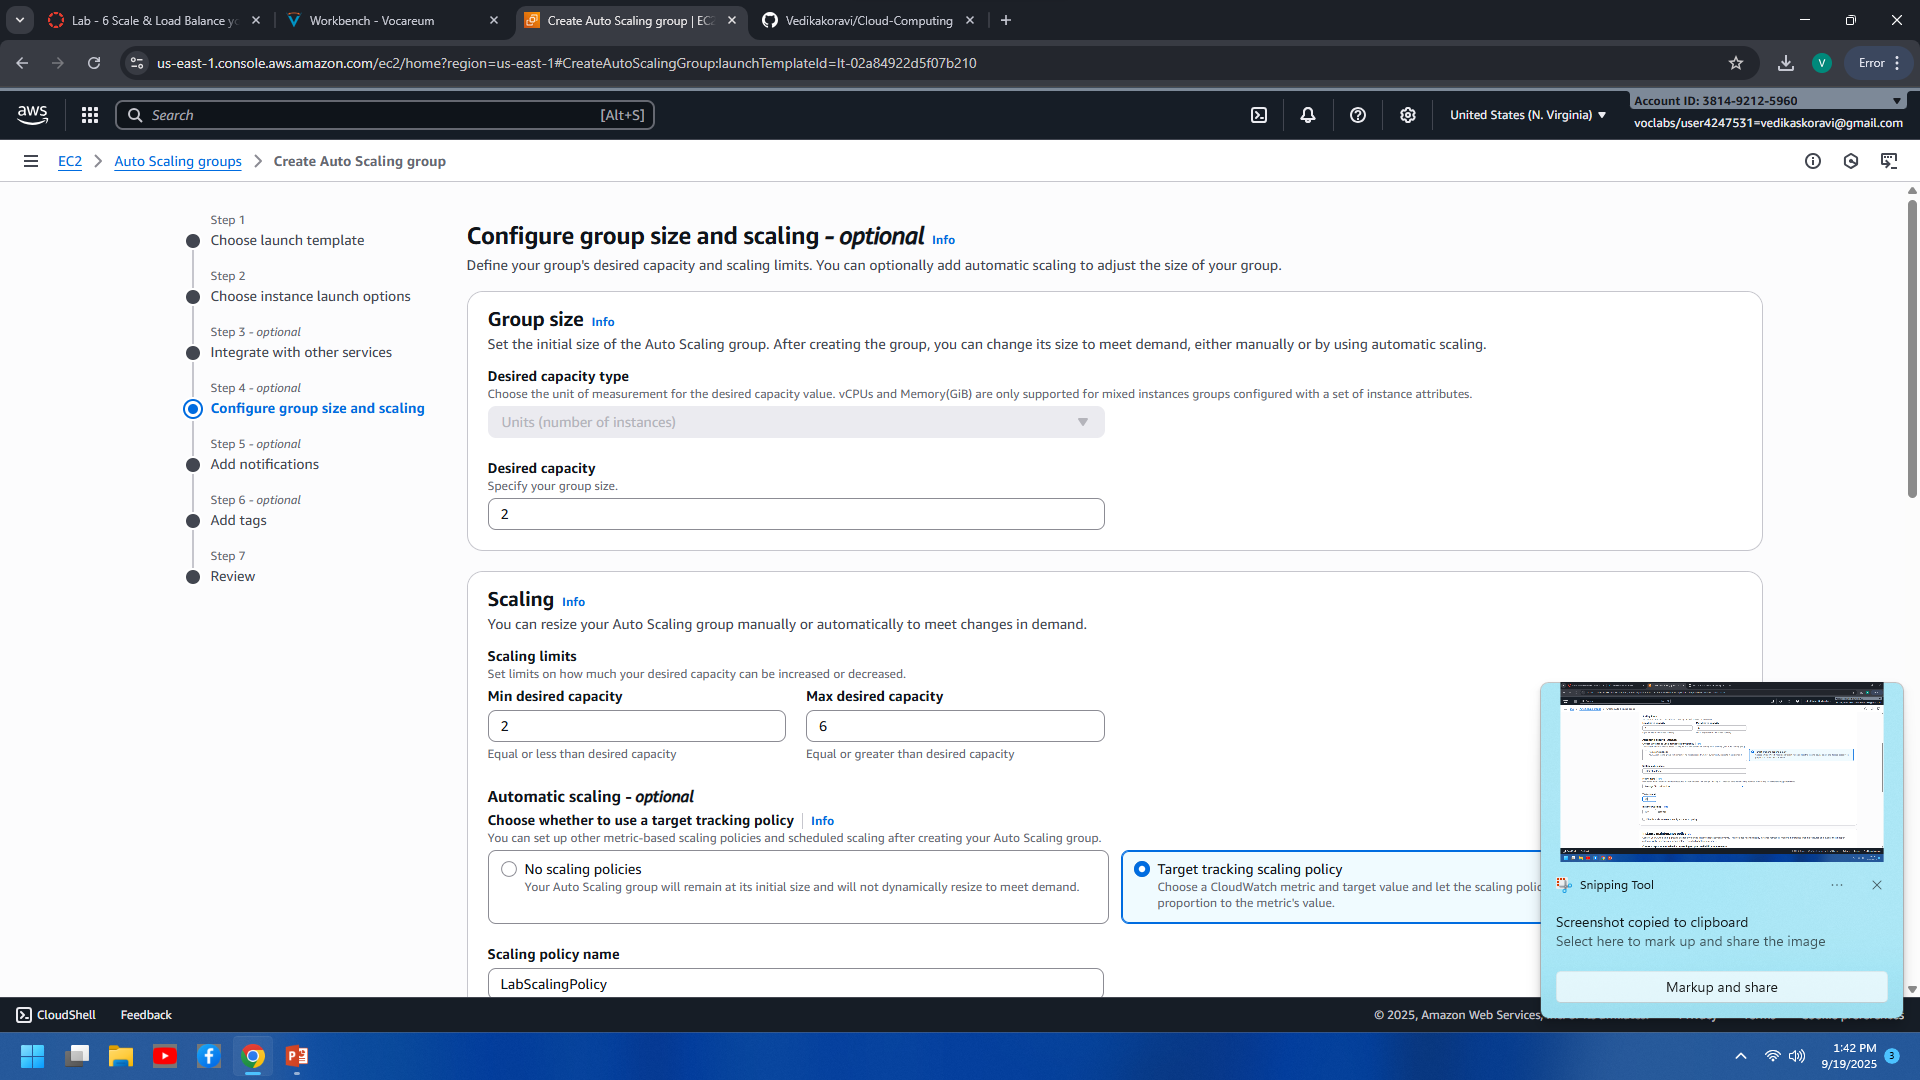 Lab - 6 Scale & Load Balance yo
Workbench - Vocareum
Create Auto Scaling group | EC2
Vedikakoravi/Cloud-Computing
us-east-1.console.aws.amazon.com/ec2/home?region=us-east-1#CreateAutoScalingGroup:launchTemplateId=lt-02a84922d5f07b210
V
Error
aws
Search
[Alt+S]
United States (N. Virginia)
Account ID: 3814-9212-5960
voclabs/user4247531=vedikaskoravi@gmail.com
EC2
Auto Scaling groups
Create Auto Scaling group
Step 1
Choose launch template
Step 2
Choose instance launch options
Step 3 - optional
Integrate with other services
Step 4 - optional
Configure group size and scaling
Step 5 - optional
Add notifications
Step 6 - optional
Add tags
Step 7
Review
Configure group size and scaling - optional Info
Define your group's desired capacity and scaling limits. You can optionally add automatic scaling to adjust the size of your group.
Group size Info
Set the initial size of the Auto Scaling group. After creating the group, you can change its size to meet demand, either manually or by using automatic scaling.
Desired capacity type
Choose the unit of measurement for the desired capacity value. vCPUs and Memory(GiB) are only supported for mixed instances groups configured with a set of instance attributes.
Units (number of instances)
Desired capacity
Specify your group size.
2
Scaling Info
You can resize your Auto Scaling group manually or automatically to meet changes in demand.
Scaling limits
Set limits on how much your desired capacity can be increased or decreased.
Min desired capacity
Max desired capacity
2
6
Equal or less than desired capacity
Equal or greater than desired capacity
Automatic scaling - optional
Choose whether to use a target tracking policy Info
You can set up other metric-based scaling policies and scheduled scaling after creating your Auto Scaling group.
No scaling policies
Your Auto Scaling group will remain at its initial size and will not dynamically resize to meet demand.
Target tracking scaling policy
Choose a CloudWatch metric and target value and let the scaling polic
proportion to the metric's value.
Scaling policy name
LabScalingPolicy
Snipping Tool
Screenshot copied to clipboard
Select here to mark up and share the image
Markup and share
CloudShell
Feedback
© 2025, Amazon Web Services,
1:42 PM
9/19/2025
3